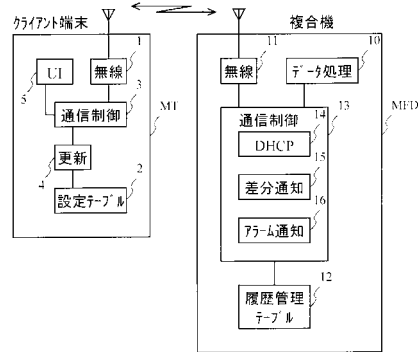 クライアント端末
1
UI
無線
3
5
通信制御
MT
更新
4
2
設定テーブル
複合機
11
10
無線
データ処理
13
MFD
通信制御
14
DHCP
15
差分通知
16
アラーム通知
12
履歴管理
テーブル